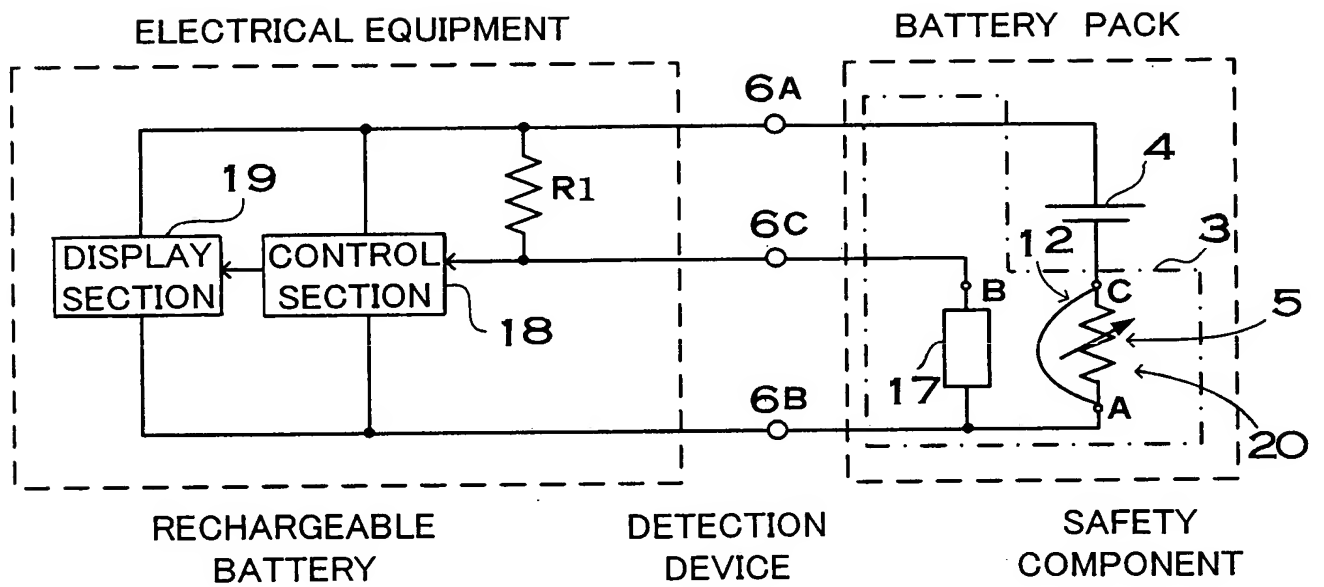 ELECTRICAL EQUIPMENT
BATTERY PACK
6A
4
19
R1
6C
12
3
DISPLAY
SECTION
CONTROL
SECTION
B
C
5
18
17
6B
A
20
RECHARGEABLE
BATTERY
DETECTION
DEVICE
SAFETY
COMPONENT